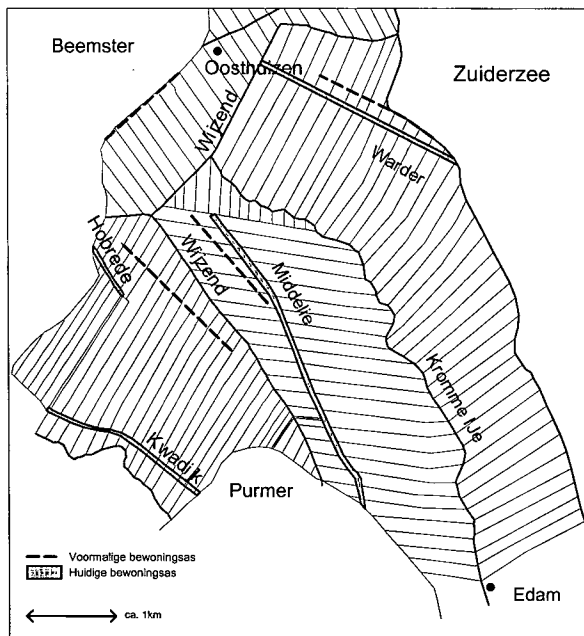 Beemster
Oosthuizen
Zuiderzee
Wijzend
Warder
Hobrede
Wijzend
Middelie
Kromme IJe
Kwadijk
Purmer
Voormalige bewoningsas
Huidige bewoningsas
ca. 1km
Edam